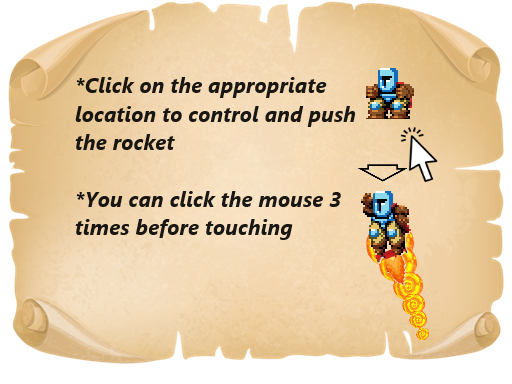 *Click on the appropriate
location to control and push
the rocket
*You can click the mouse 3
times before touching